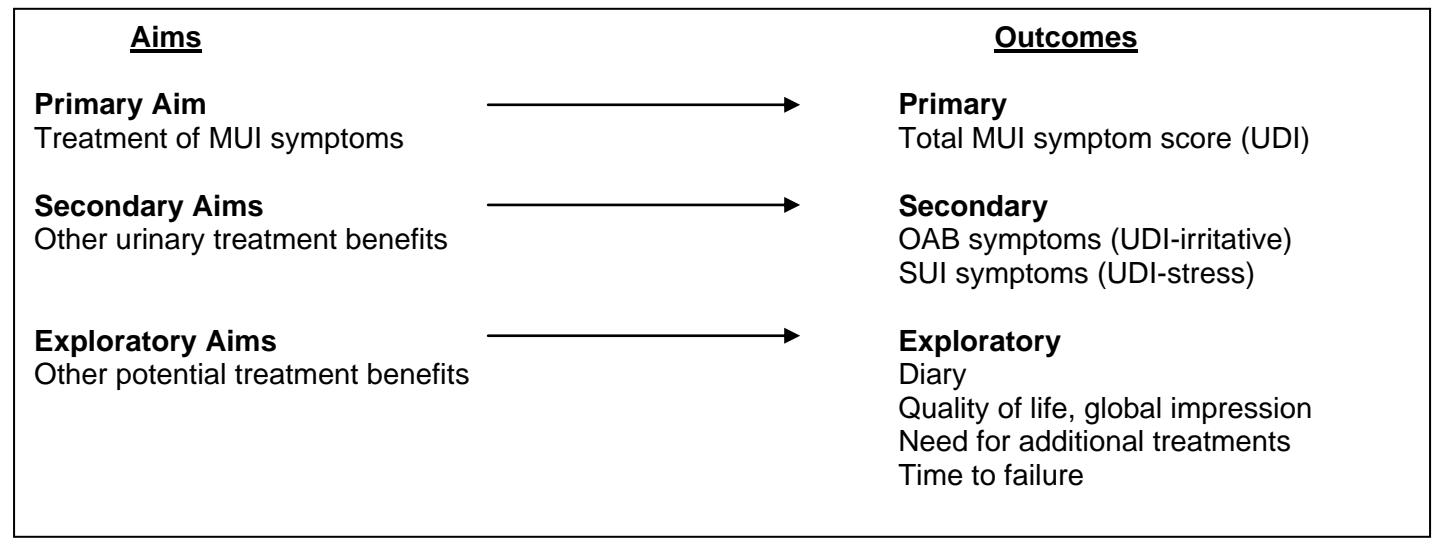 Aims Outcomes
Primary Aim Primary
Treatment of MUI symptoms Total MUI symptom score (UDI)
Secondary Aims Secondary
Other urinary treatment benefits OAB symptoms (UDI-irritative)
SUI symptoms (UDI-stress)
Exploratory Aims Exploratory
Other potential treatment benefits Diary
Quality of life, global impression
Need for additional treatments
Time to failure